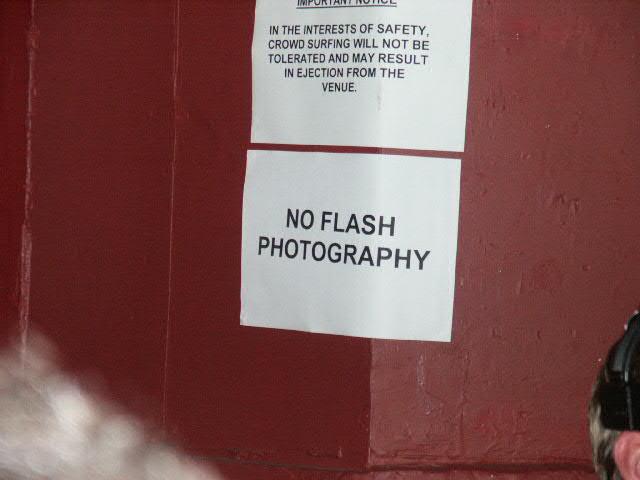 IMPORTANT NOTICE
IN THE INTERESTS OF SAFETY,
CROWD SURFING WILL NOT BE
TOLERATED AND MAY RESULT
IN EJECTION FROM THE
VENUE.
NO FLASH
PHOTOGRAPHY